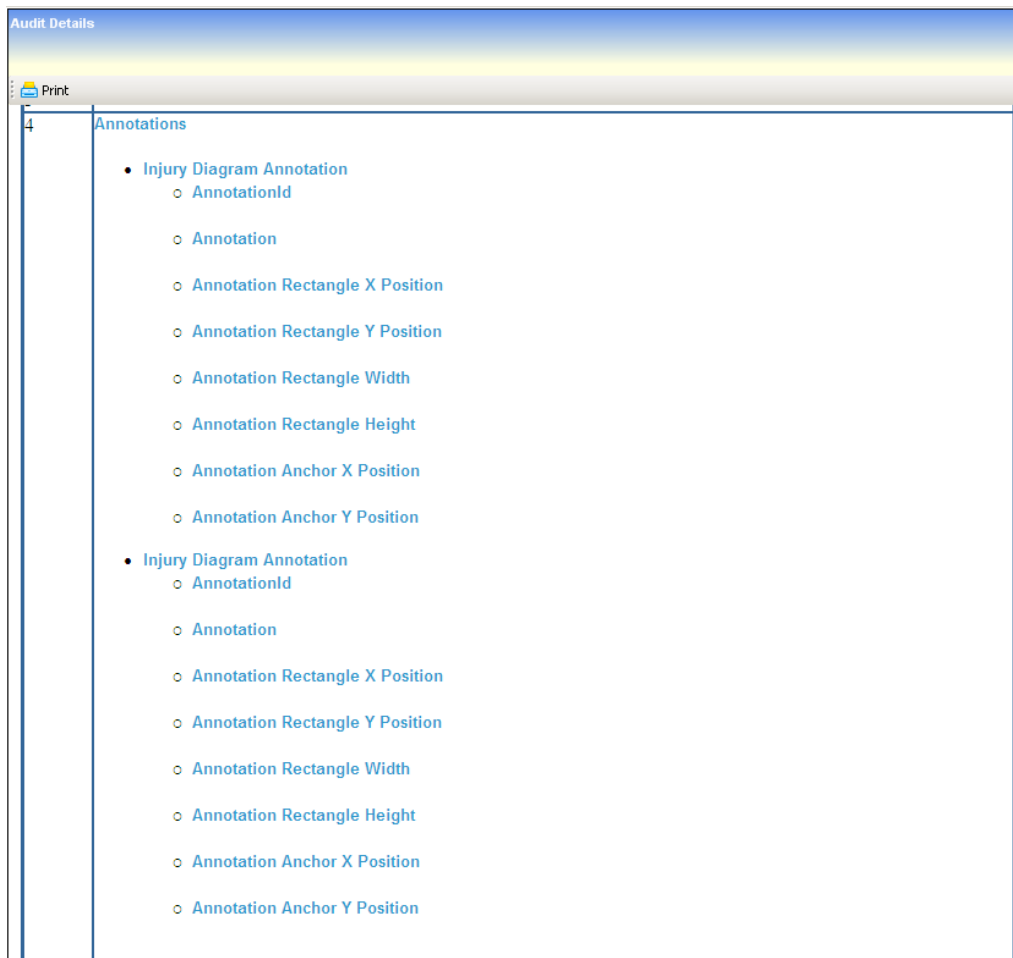 Audit Details
Print
4 Annotations
Injury Diagram Annotation
AnnotationId
Annotation
Annotation Rectangle X Position
Annotation Rectangle Y Position
Annotation Rectangle Width
Annotation Rectangle Height
Annotation Anchor X Position
Annotation Anchor Y Position
Injury Diagram Annotation
AnnotationId
Annotation
Annotation Rectangle X Position
Annotation Rectangle Y Position
Annotation Rectangle Width
Annotation Rectangle Height
Annotation Anchor X Position
Annotation Anchor Y Position